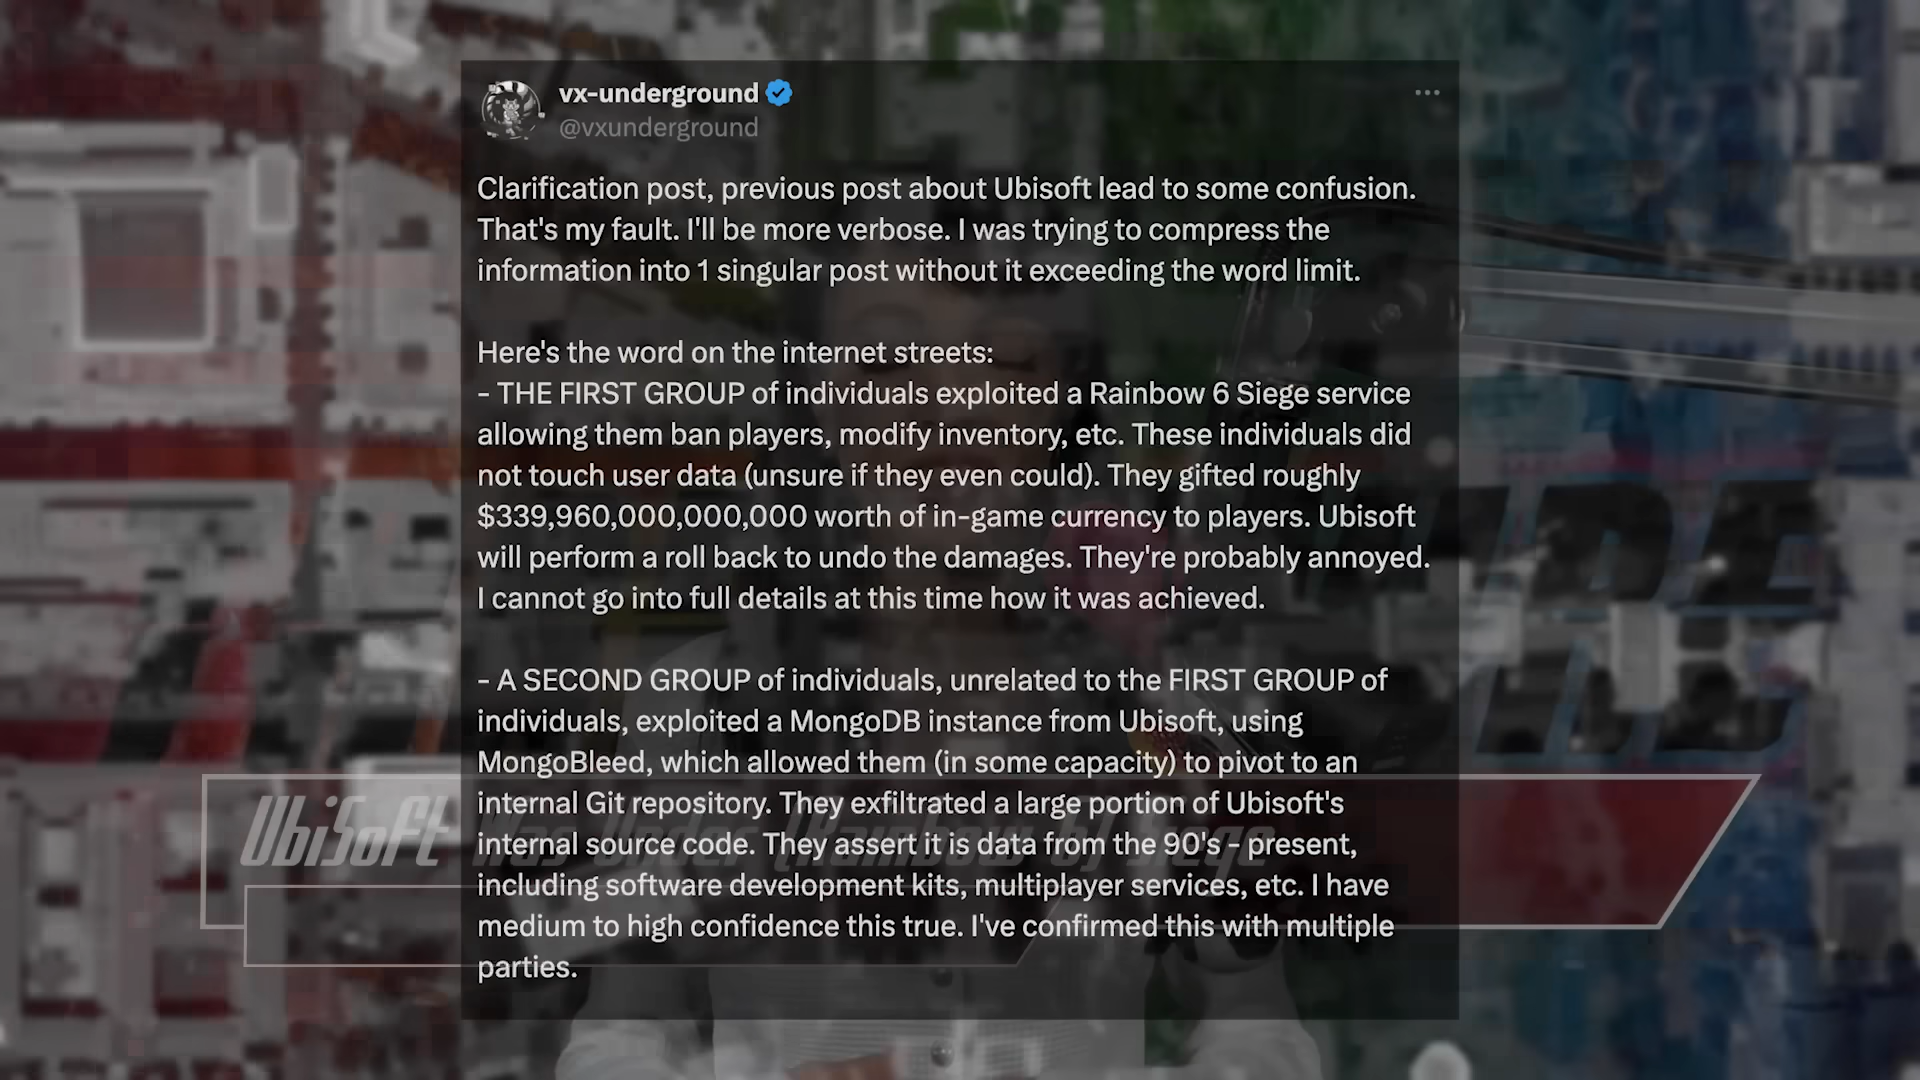 vx-underground
@vxunderground
Clarification post, previous post about Ubisoft lead to some confusion.
That's my fault. I'll be more verbose. I was trying to compress the
information into 1 singular post without it exceeding the word limit.
Here's the word on the internet streets:
- THE FIRST GROUP of individuals exploited a Rainbow 6 Siege service
allowing them ban players, modify inventory, etc. These individuals did
not touch user data (unsure if they even could). They gifted roughly
$339,960,000,000,000 worth of in-game currency to players. Ubisoft
will perform a roll back to undo the damages. They're probably annoyed.
I cannot go into full details at this time how it was achieved.
- A SECOND GROUP of individuals, unrelated to the FIRST GROUP of
individuals, exploited a MongoDB instance from Ubisoft, using
MongoBleed, which allowed them (in some capacity) to pivot to an
internal Git repository. They exfiltrated a large portion of Ubisoft's
internal source code. They assert it is data from the 90's - present,
including software development kits, multiplayer services, etc. I have
medium to high confidence this true. I've confirmed this with multiple
parties.
UbiSoft Was Under (Rainbow 6) Siege